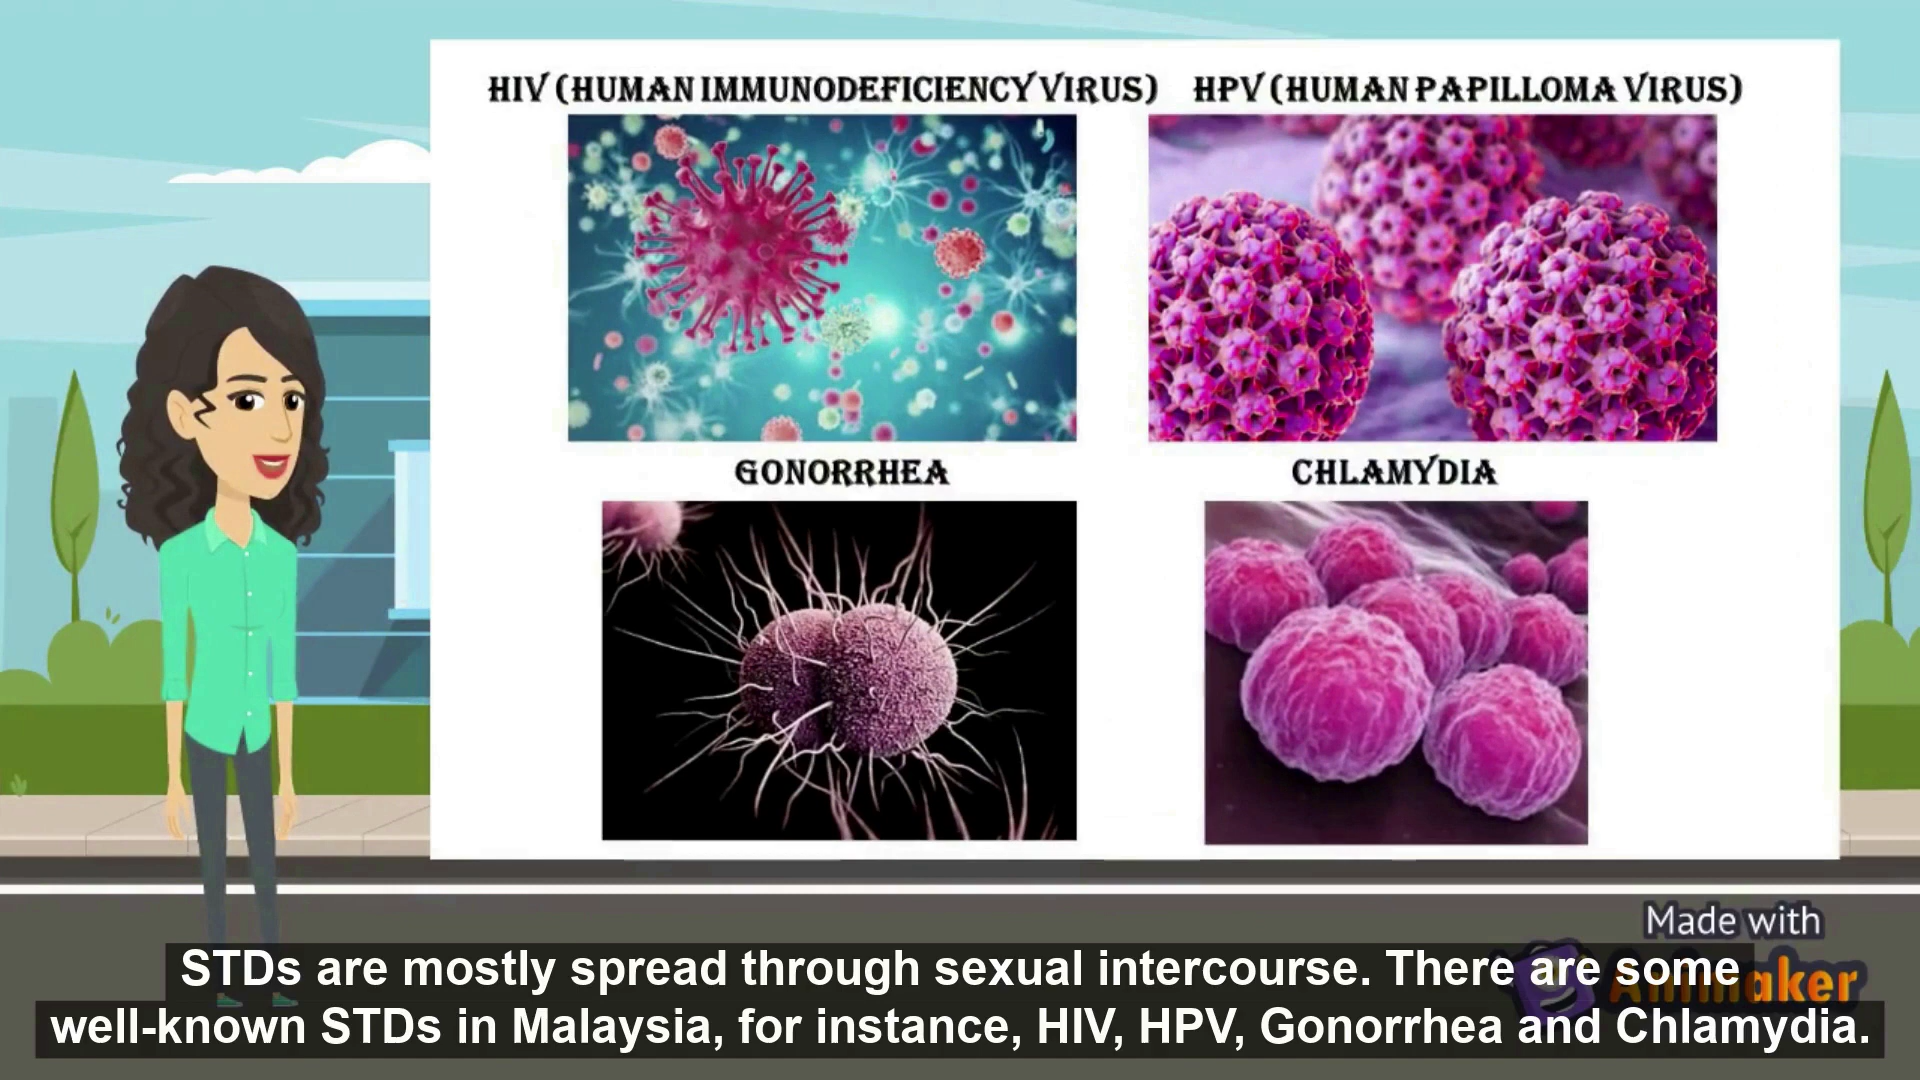 HIV (HUMAN IMMUNODEFICIENCY VIRUS)
HPV (HUMAN PAPILLOMA VIRUS)
GONORRHEA
CHLAMYDIA
Made with
Animaker
STDs are mostly spread through sexual intercourse. There are some
well-known STDs in Malaysia, for instance, HIV, HPV, Gonorrhea and Chlamydia.